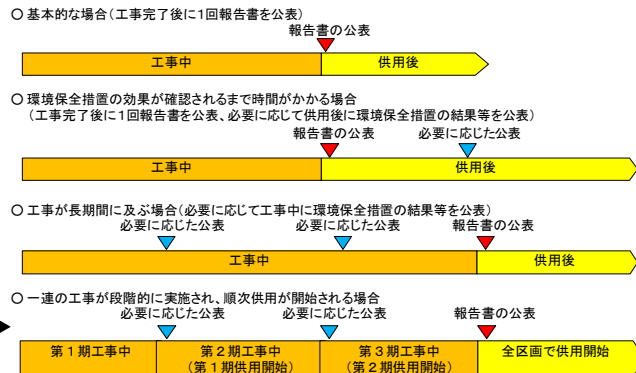 ○ 基本的な場合(工事完了後に1回報告書を公表)
報告書の公表
工事中 供用後
○ 環境保全措置の効果が確認されるまで時間がかかる場合
(工事完了後に1回報告書を公表、必要に応じて供用後に環境保全措置の結果等を公表)
報告書の公表 必要に応じた公表
工事中 供用後
○ 工事が長期間に及ぶ場合(必要に応じて工事中に環境保全措置の結果等を公表)
必要に応じた公表 必要に応じた公表 報告書の公表
工事中 供用後
○ 一連の工事が段階的に実施され、順次供用が開始される場合
必要に応じた公表 必要に応じた公表 報告書の公表
第1期工事中 第2期工事中 第3期工事中 全区画で供用開始
(第1期供用開始) (第2期供用開始)